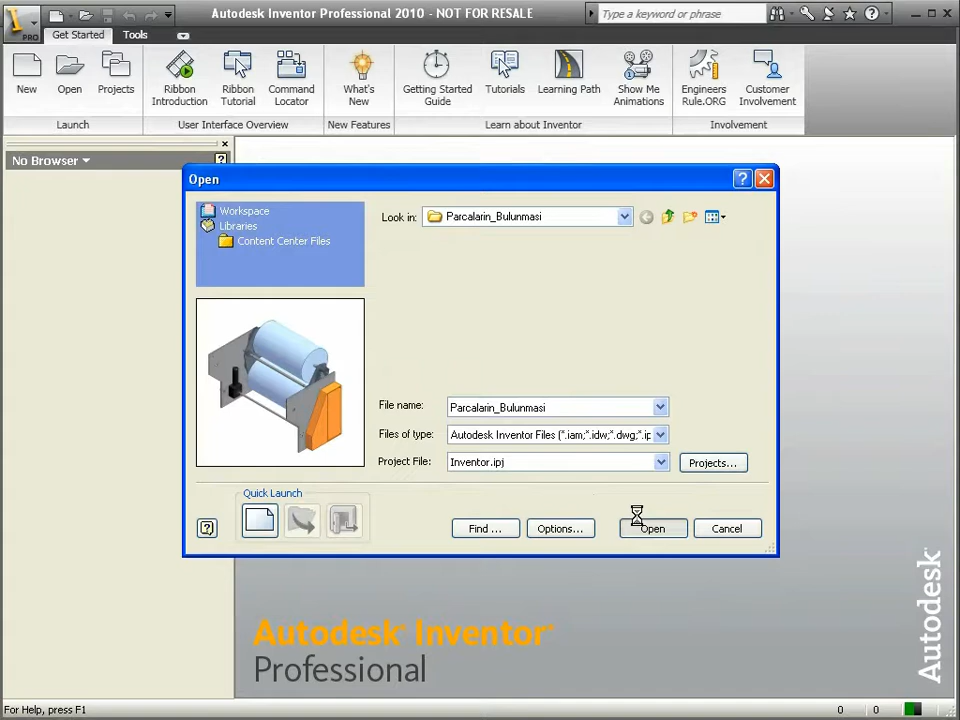 PRO
Autodesk Inventor Professional 2010 - NOT FOR RESALE
Type a keyword or phrase
Get Started
Tools
New
Open
Projects
Ribbon Introduction
Ribbon Tutorial
Command Locator
What's New
Getting Started Guide
Tutorials
Learning Path
Show Me Animations
Engineers Rule.ORG
Customer Involvement
Launch
User Interface Overview
New Features
Learn about Inventor
Involvement
No Browser
Open
Workspace
Libraries
Content Center Files
Look in:
Parcalarin_Bulunmasi
File name:
Parcalarin_Bulunmasi
Files of type:
Autodesk Inventor Files (*.iam;*.idw;*.dwg;*.ip
Project File:
Inventor.ipj
Projects...
Quick Launch
Find ...
Options...
Open
Cancel
Autodesk® Inventor®
Professional
Autodesk®
For Help, press F1
0
0